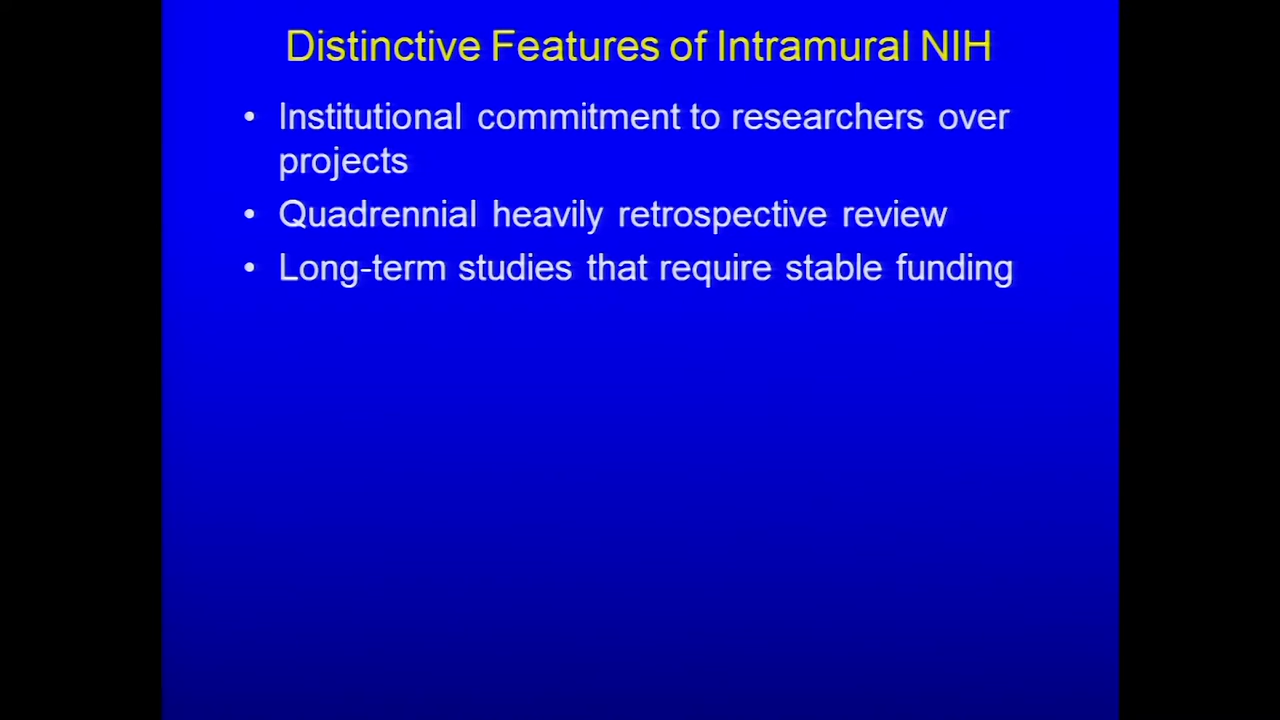 Distinctive Features of Intramural NIH
• Institutional commitment to researchers over
projects
• Quadrennial heavily retrospective review
• Long-term studies that require stable funding